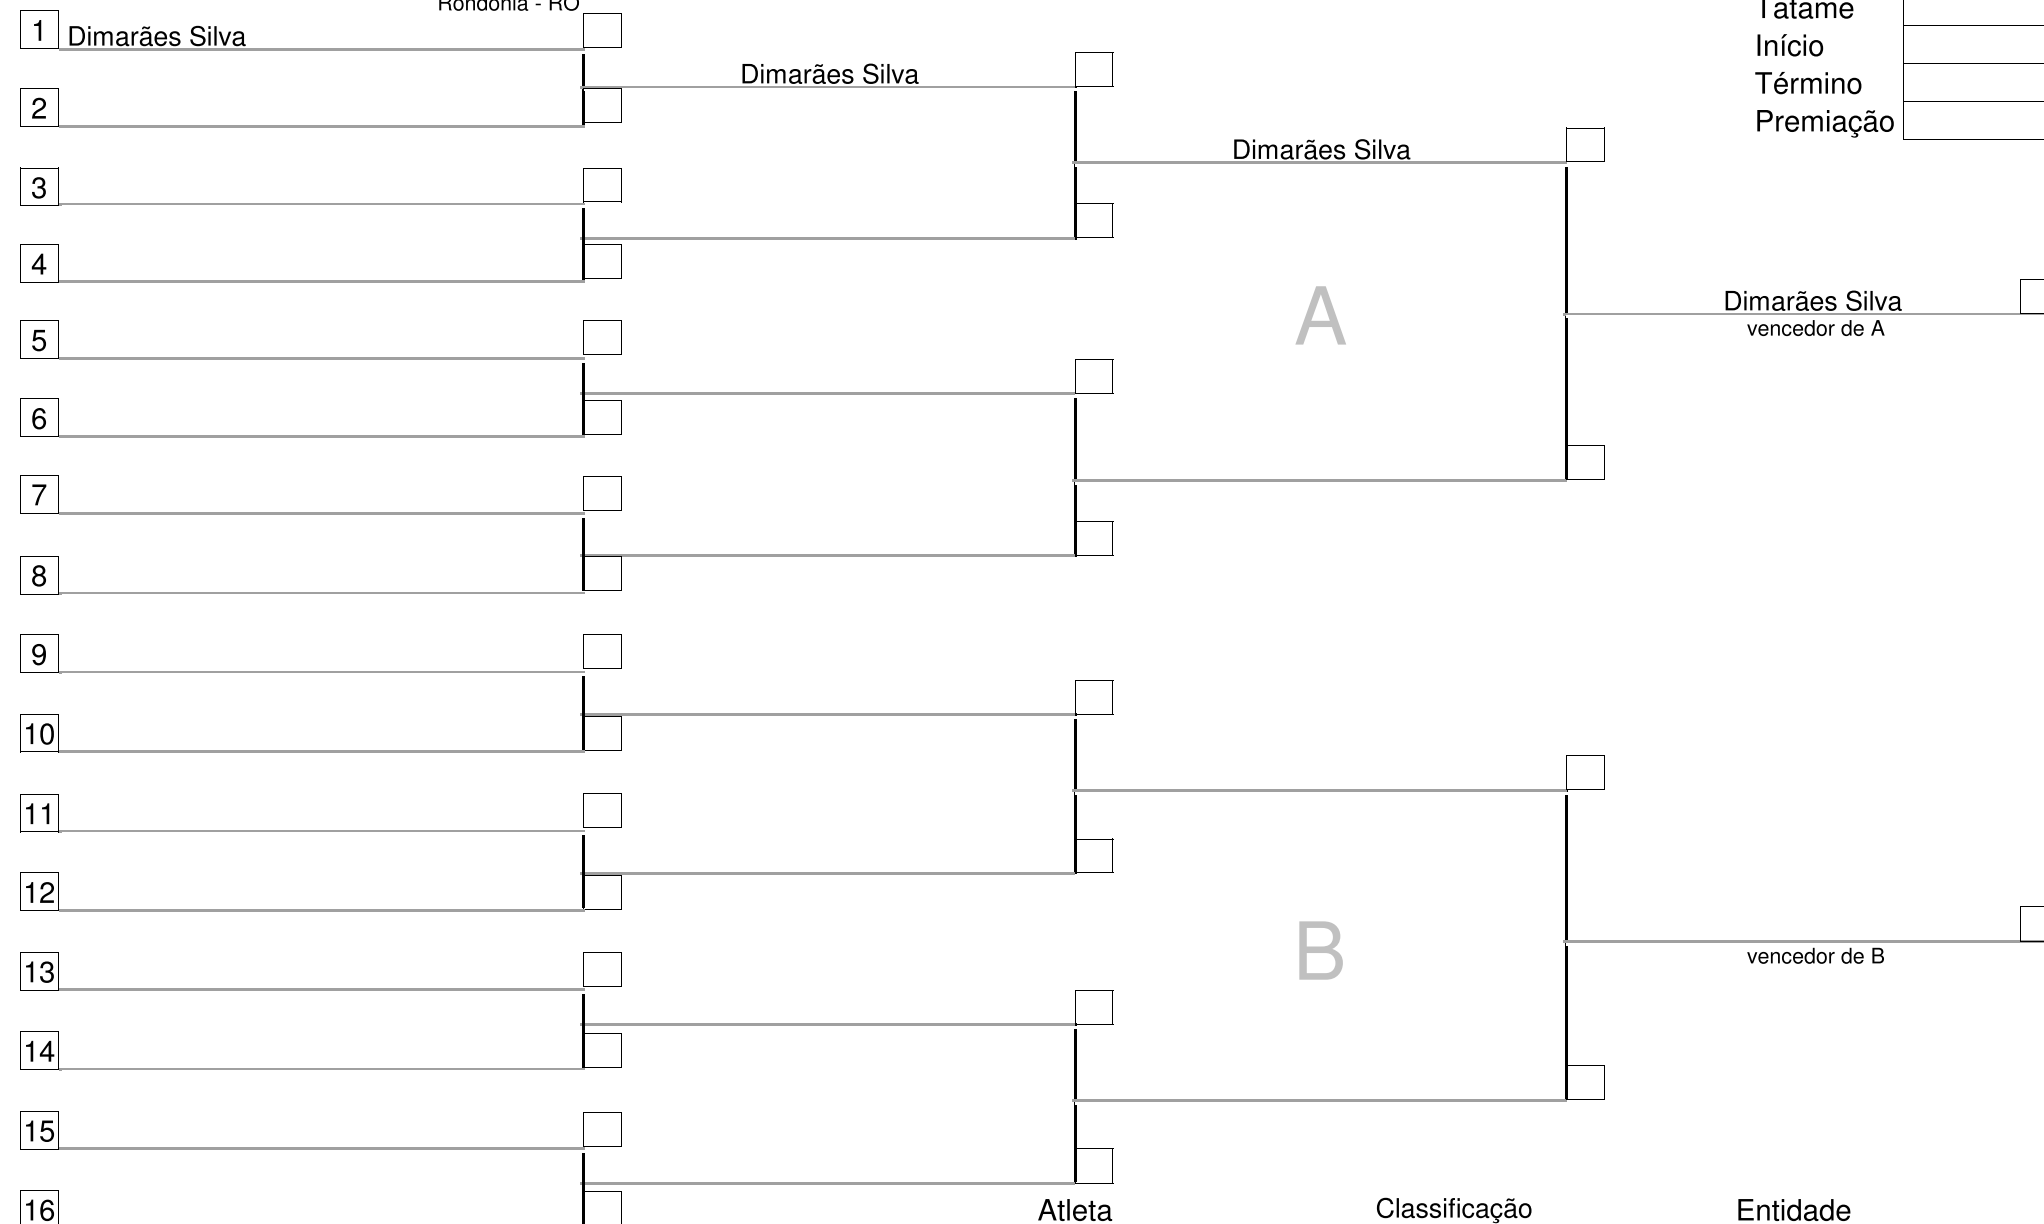 Rondônia - RO
Tatame
1 Dimarães Silva
Início
Dimarães Silva
Término
2
Premiação
Dimarães Silva
3
4
A
Dimarães Silva
vencedor de A
5
6
7
8
9
10
11
12
B
vencedor de B
13
14
15
16
Atleta Classificação Entidade